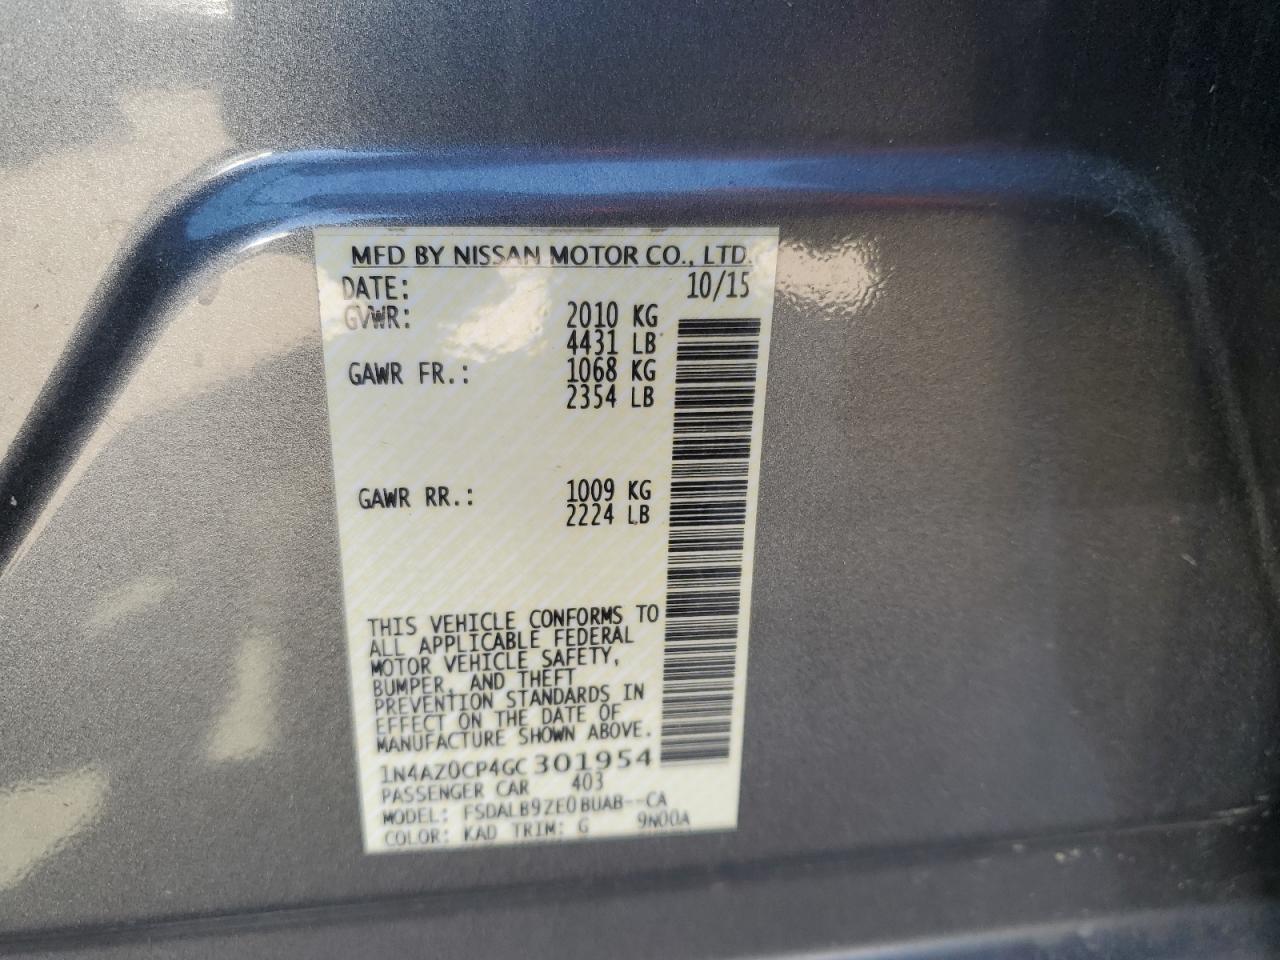 MFD BY NISSAN MOTOR CO., LTD.
DATE: 10/15
GVWR: 2010 KG
4431 LB
GAWR FR.: 1068 KG
2354 LB
GAWR RR.: 1009 KG
2224 LB
THIS VEHICLE CONFORMS TO
ALL APPLICABLE FEDERAL
MOTOR VEHICLE SAFETY,
BUMPER, AND THEFT
PREVENTION STANDARDS IN
EFFECT ON THE DATE OF
MANUFACTURE SHOWN ABOVE.
1N4AZ0CP4GC301954
PASSENGER CAR 403
MODEL: FSDALB9ZE0BUAB--CA
COLOR: KAD TRIM: G 9N00A